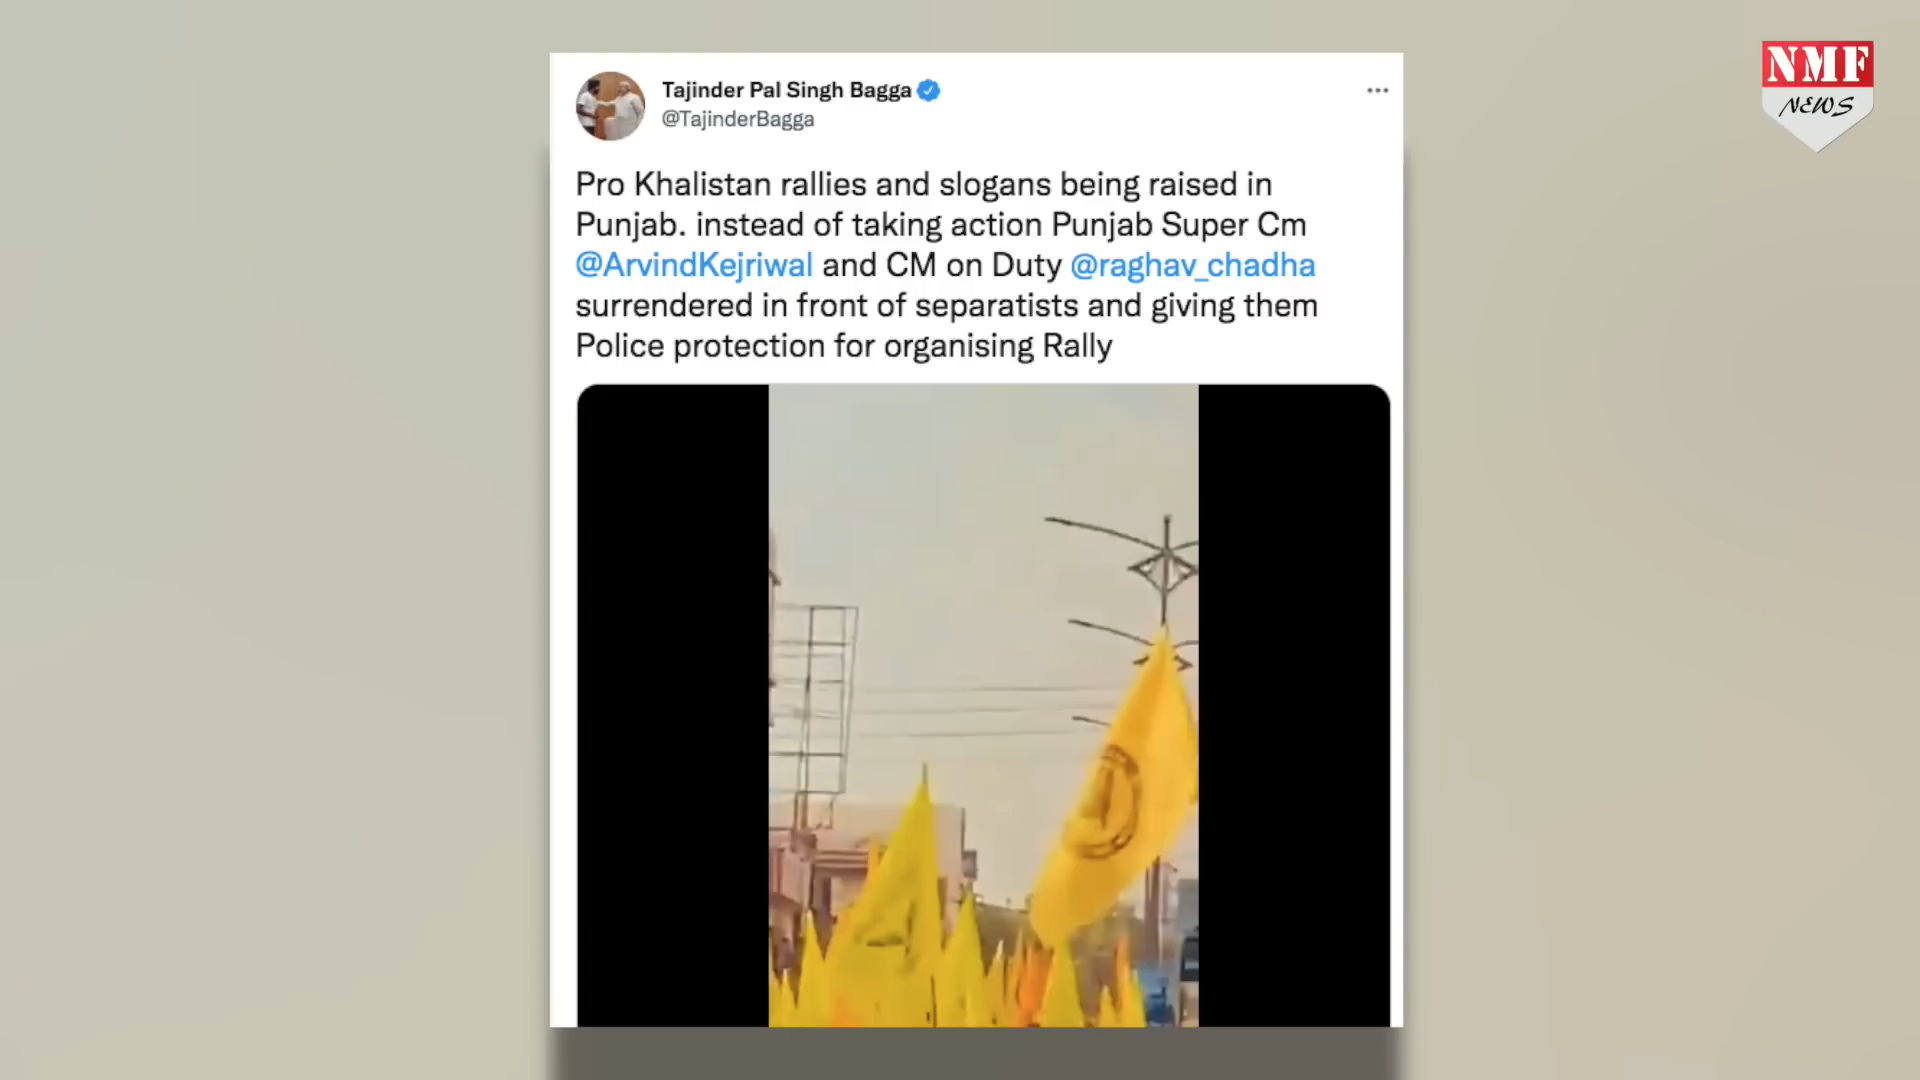 Tajinder Pal Singh Bagga
@TajinderBagga
Pro Khalistan rallies and slogans being raised in
Punjab. instead of taking action Punjab Super Cm
@ArvindKejriwal and CM on Duty @raghav_chadha
surrendered in front of separatists and giving them
Police protection for organising Rally
NMF
NEWS